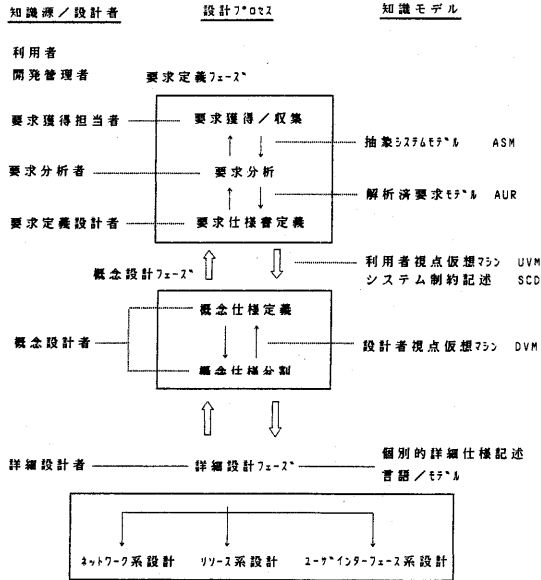 知識源／設計者　設計ﾌﾟﾛｾｽ　知識モデル
利用者
開発管理者　要求定義ﾌｪｰｽﾞ
要求獲得担当者　要求獲得／収集
抽象ｼｽﾃﾑﾓﾃﾞﾙ　ASM
要求分析者　要求分析
解析済要求ﾓﾃﾞﾙ　AUR
要求定義設計者　要求仕様書定義
利用者視点仮想ﾏｼﾝ　UVM
概念設計ﾌｪｰｽﾞ　システム制約記述　SCD
概念仕様定義
概念設計者　設計者視点仮想ﾏｼﾝ　DVM
概念仕様分割
個別的詳細仕様記述
詳細設計者　詳細設計ﾌｪｰｽﾞ　言語／ﾓﾃﾞﾙ
ﾈｯﾄﾜｰｸ系設計　ﾘｿｰｽ系設計　ﾕｰｻﾞｲﾝﾀｰﾌｪｰｽ系設計